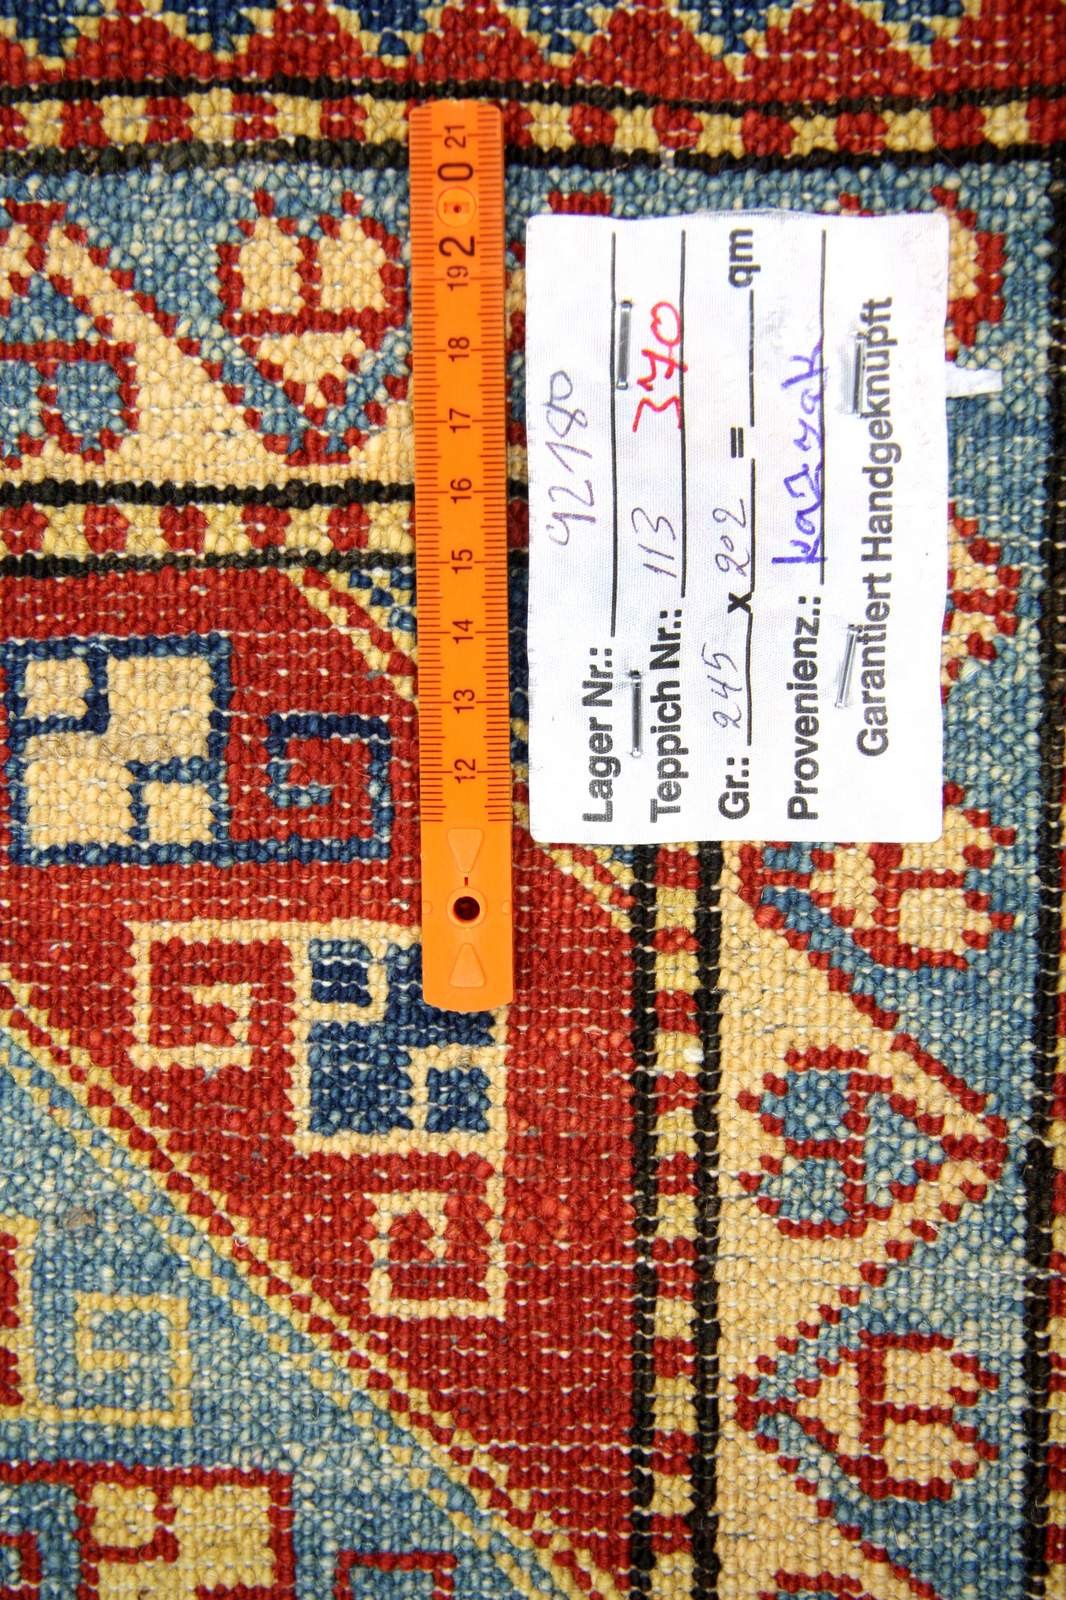 92180
Lager Nr.:
Teppich Nr.: 113 370
Gr.: 245 x 202 = qm
Provenienz.: kazzak
Garantiert Handgeknüpft
12 13 14 15 16 17 18 19 20 21